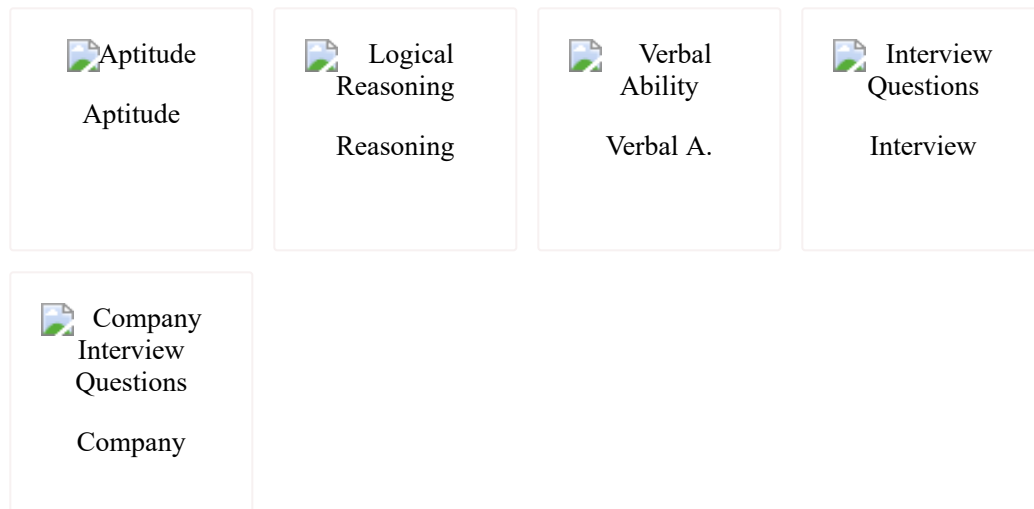 Aptitude
Aptitude
Logical
Reasoning
Reasoning
Verbal
Ability
Verbal A.
Interview
Questions
Interview
Company
Interview
Questions
Company